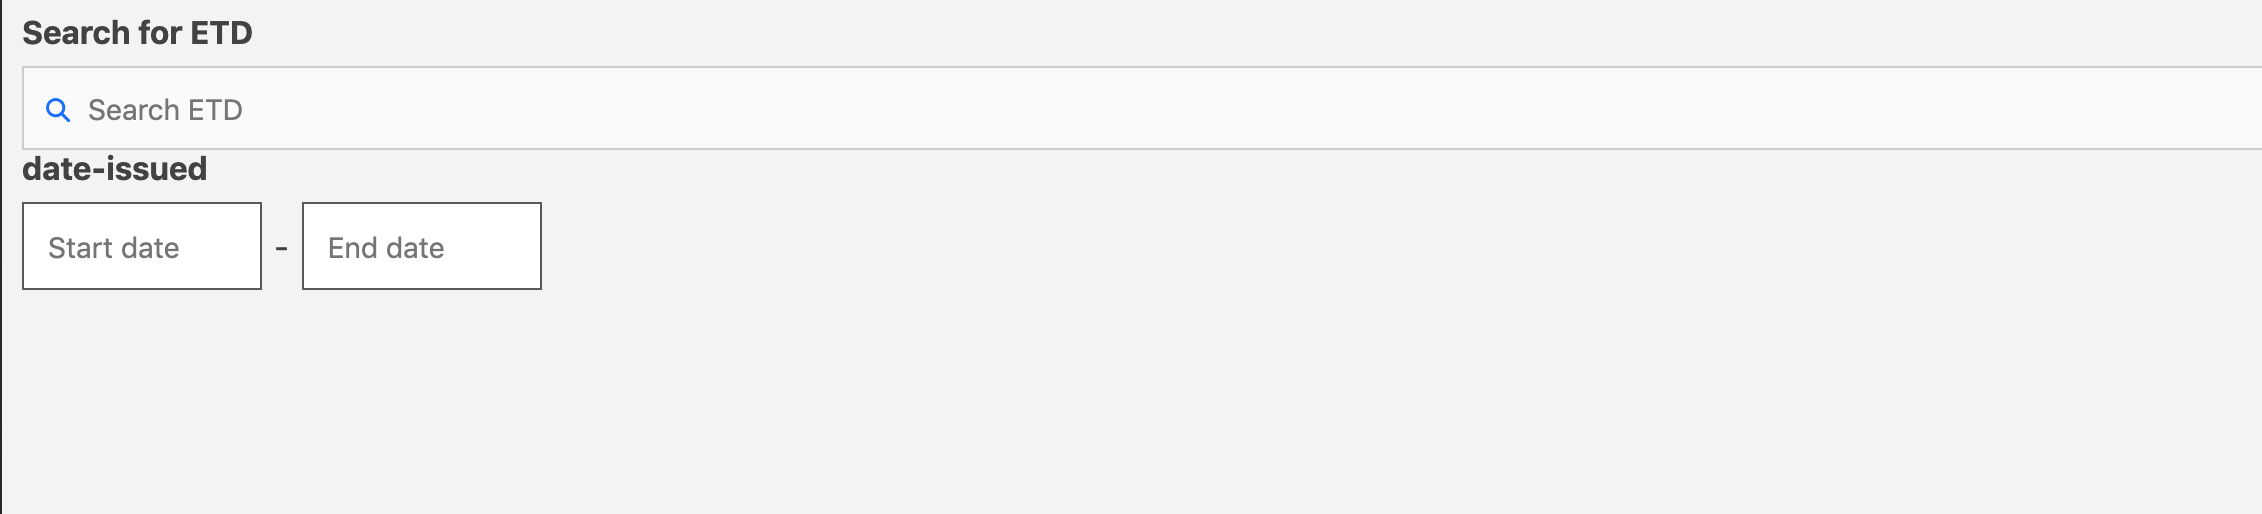 Search for ETD
Search ETD
date-issued
Start date - End date